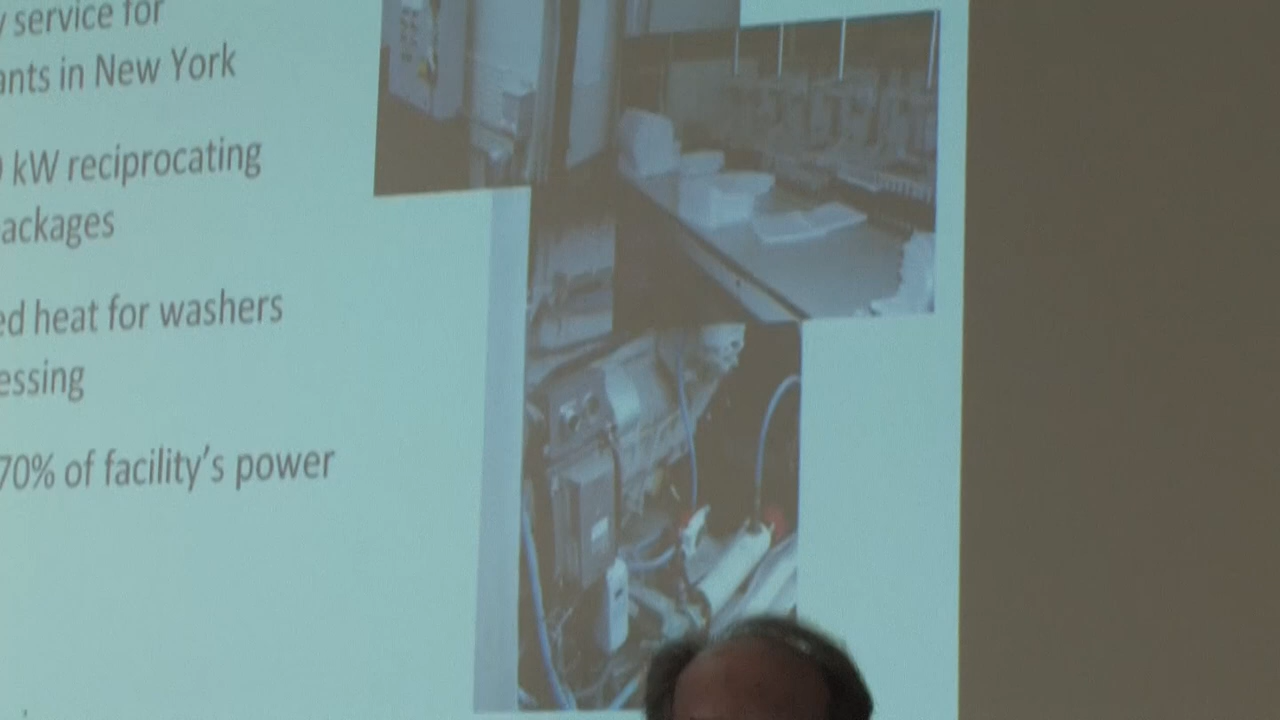 service for
ants in New York
kW reciprocating
ackages
ed heat for washers
essing
70% of facility's power